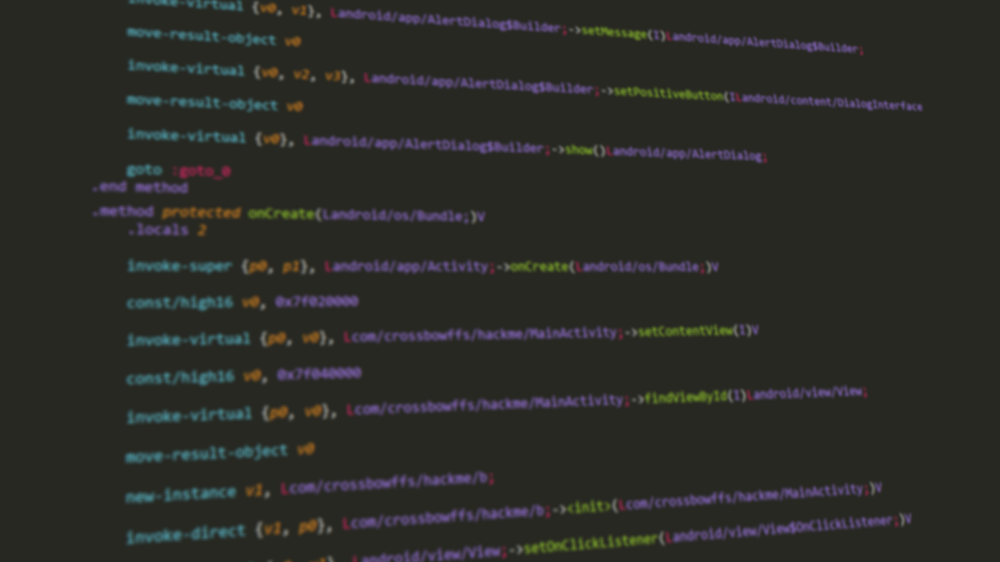 invoke-virtual {v0, v1}, Landroid/app/AlertDialog$Builder;->setMessage(I)Landroid/app/AlertDialog$Builder;
move-result-object v0
invoke-virtual {v0, v2, v3}, Landroid/app/AlertDialog$Builder;->setPositiveButton(ILandroid/content/DialogInterface
move-result-object v0
invoke-virtual {v0}, Landroid/app/AlertDialog$Builder;->show()Landroid/app/AlertDialog;
goto :goto_0
.end method
.method protected onCreate(Landroid/os/Bundle;)V
.locals 2
invoke-super {p0, p1}, Landroid/app/Activity;->onCreate(Landroid/os/Bundle;)V
const/high16 v0, 0x7f020000
invoke-virtual {p0, v0}, Lcom/crossbowffs/hackme/MainActivity;->setContentView(I)V
const/high16 v0, 0x7f040000
invoke-virtual {p0, v0}, Lcom/crossbowffs/hackme/MainActivity;->findViewById(I)Landroid/view/View;
move-result-object v0
new-instance v1, Lcom/crossbowffs/hackme/b;
invoke-direct {v1, p0}, Lcom/crossbowffs/hackme/b;-><init>(Lcom/crossbowffs/hackme/MainActivity;)V
Landroid/view/View;->setOnClickListener(Landroid/view/View$OnClickListener;)V